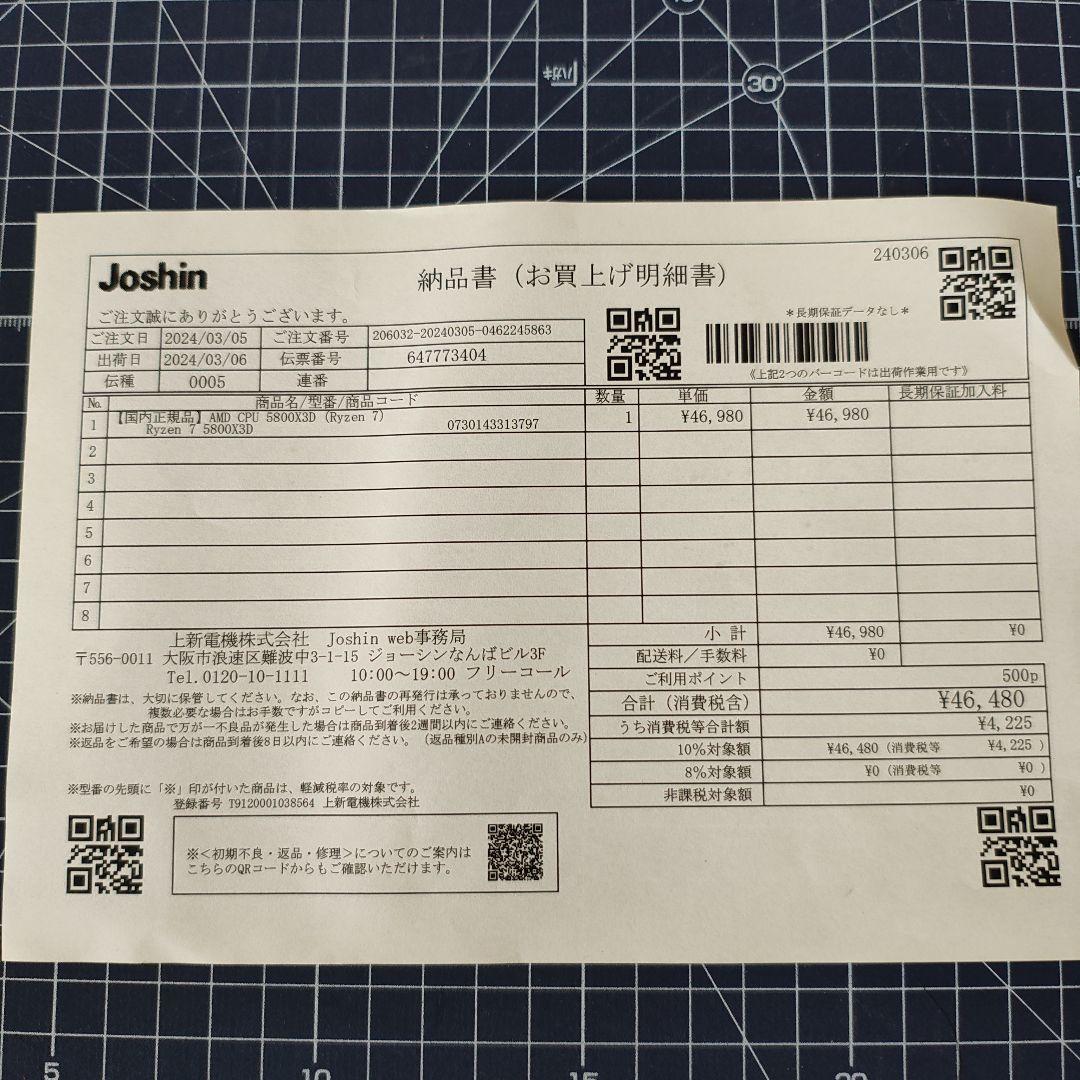 ハガキ
30°
240306
Joshin
納品書（お買上げ明細書）
ご注文誠にありがとうございます。
＊長期保証データなし＊
ご注文日 2024/03/05 ご注文番号 206032-20240305-0462245863
出荷日 2024/03/06 伝票番号 647773404
伝種 0005 連番
《上記2つのバーコードは出荷作業用です》
No. 商品名/型番/商品コード 数量 単価 金額 長期保証加入料
1 【国内正規品】AMD CPU 5800X3D (Ryzen 7) 1 ¥46,980 ¥46,980
Ryzen 7 5800X3D 0730143313797
2
3
4
5
6
7
8
上新電機株式会社 Joshin web事務局
〒556-0011 大阪市浪速区難波中3-1-15 ジョーシンなんばビル3F
Tel.0120-10-1111 10:00～19:00 フリーコール
※納品書は、大切に保管してください。なお、この納品書の再発行は承っておりませんので、
複数必要な場合はお手数ですがコピーしてご利用ください。
※お届けした商品で万が一不良品が発生した場合は商品到着後2週間以内にご連絡ください。
※返品をご希望の場合は商品到着後8日以内にご連絡ください。（返品種別Aの未開封商品のみ）
小 計 ¥46,980 ¥0
配送料／手数料 ¥0
ご利用ポイント 500p
合計（消費税含） ¥46,480
うち消費税等合計額 ¥4,225
10%対象額 ¥46,480（消費税等 ¥4,225 ）
8%対象額 ¥0（消費税等 ¥0 ）
非課税対象額 ¥0
※型番の先頭に「※」印が付いた商品は、軽減税率の対象です。
登録番号 T9120001038564 上新電機株式会社
※＜初期不良・返品・修理＞についてのご案内は
こちらのQRコードからもご確認いただけます。
5 10 15 20